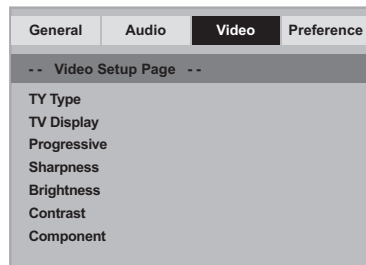 General Audio Video Preference
- - Video Setup Page - -
TY Type
TV Display
Progressive
Sharpness
Brightness
Contrast
Component